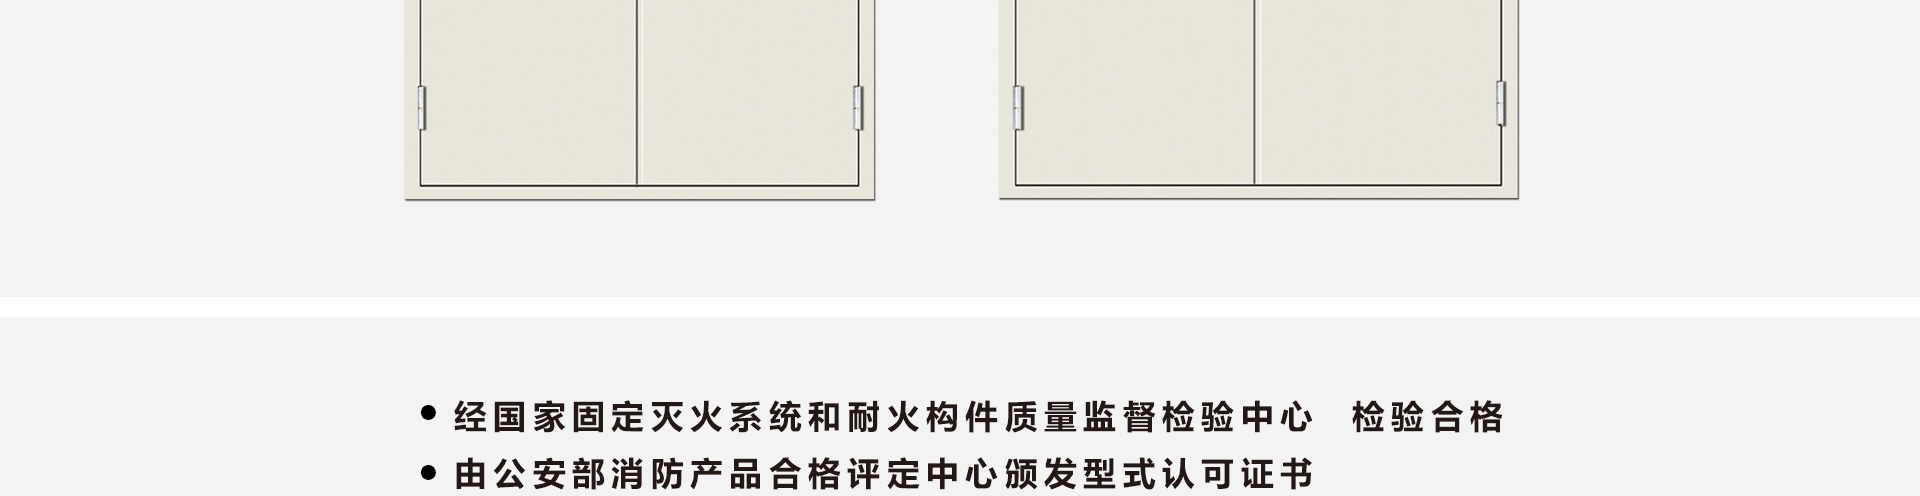 ● 经国家固定灭火系统和耐火构件质量监督检验中心 检验合格
● 由公安部消防产品合格评定中心颁发型式认可证书